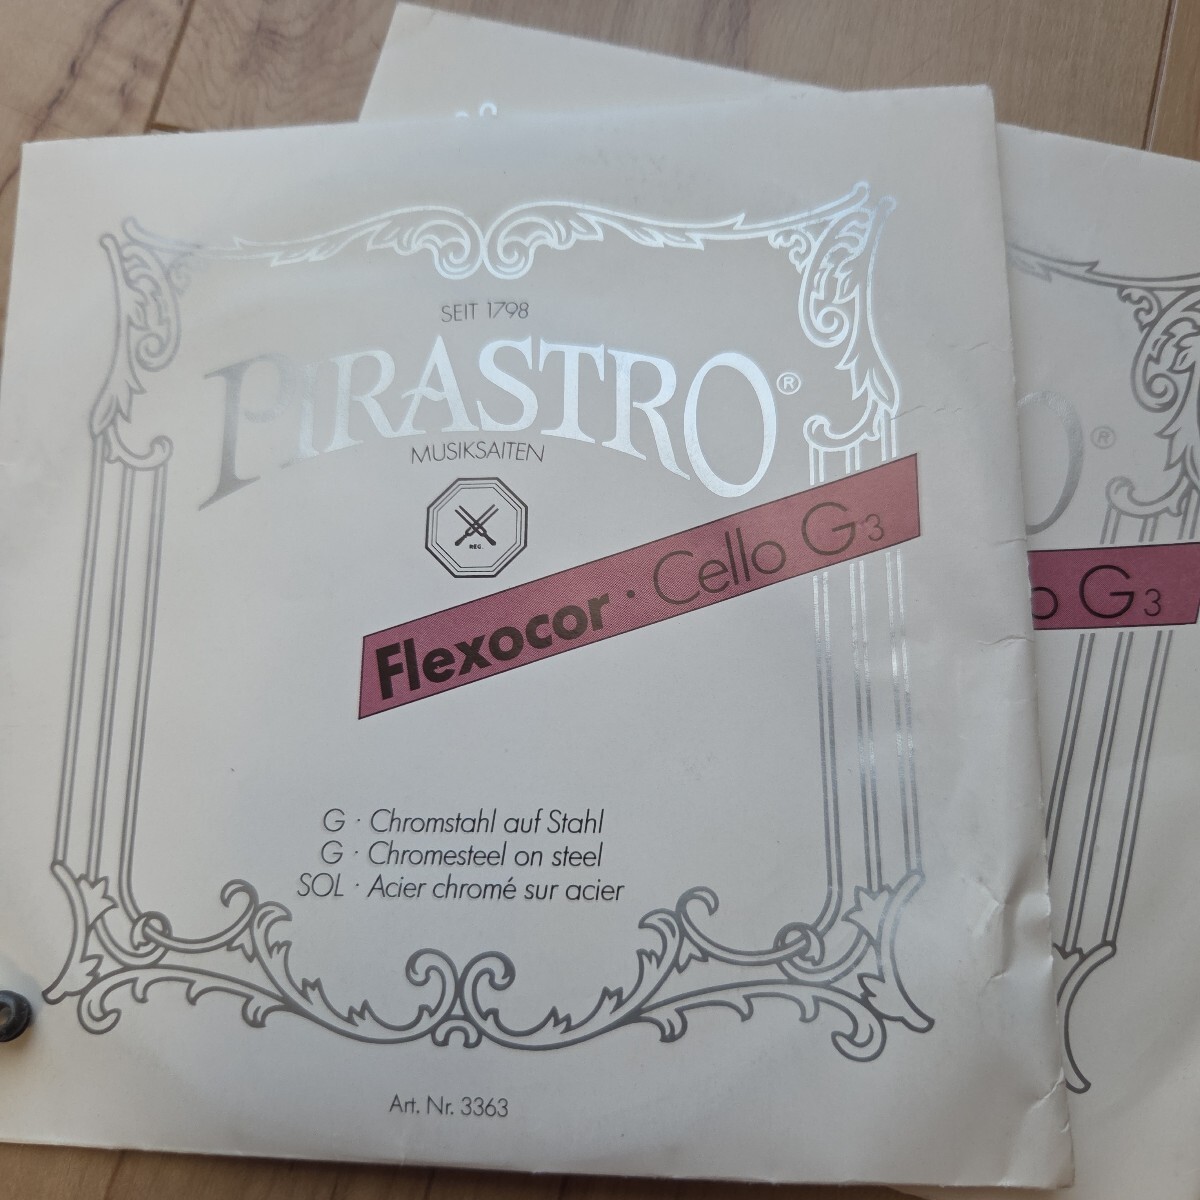 SEIT 1798
PIRASTRO®
MUSIKSAITEN
REG.
Flexocor · Cello G3
G · Chromstahl auf Stahl
G · Chromesteel on steel
SOL · Acier chromé sur acier
Art. Nr. 3363
O®
o G3